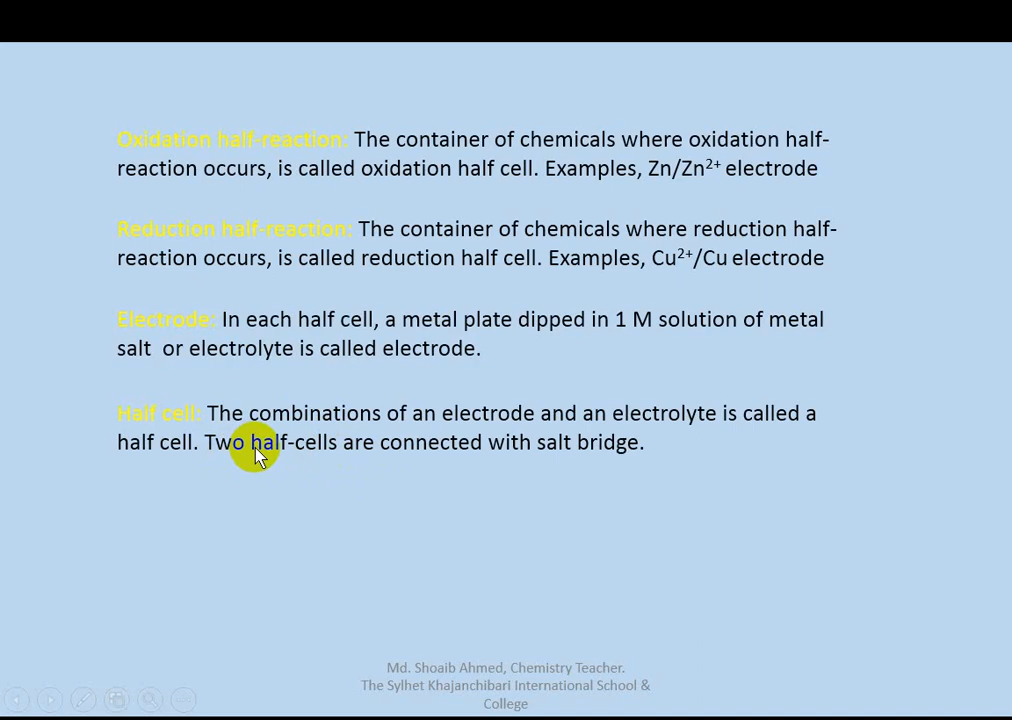 Oxidation half-reaction: The container of chemicals where oxidation half-
reaction occurs, is called oxidation half cell. Examples, Zn/Zn²⁺ electrode
Reduction half-reaction: The container of chemicals where reduction half-
reaction occurs, is called reduction half cell. Examples, Cu²⁺/Cu electrode
Electrode: In each half cell, a metal plate dipped in 1 M solution of metal
salt or electrolyte is called electrode.
Half cell: The combinations of an electrode and an electrolyte is called a
half cell. Two half-cells are connected with salt bridge.
Md. Shoaib Ahmed, Chemistry Teacher.
The Sylhet Khajanchibari International School &
College